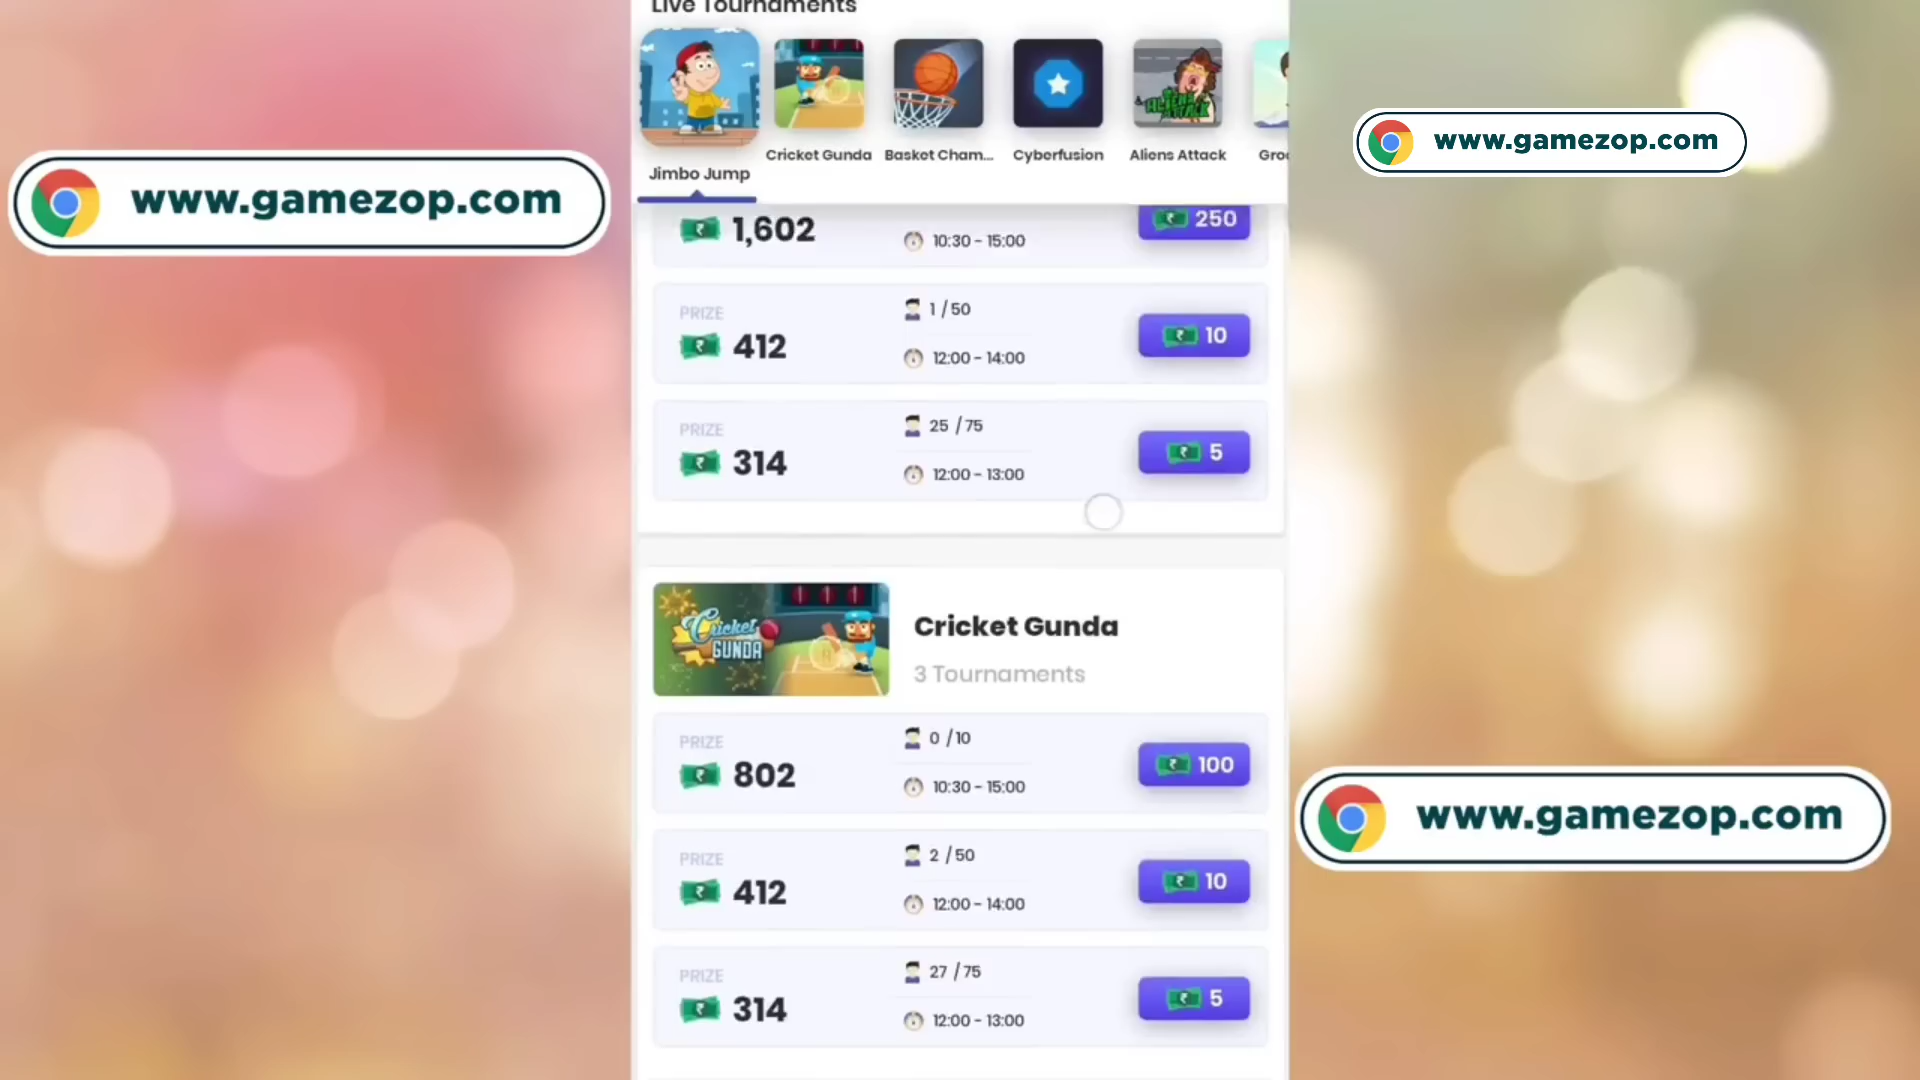 Live Tournaments
Cricket Gunda
Basket Cham...
Cyberfusion
ALIENS ATTACK
Aliens Attack
Jimbo Jump
www.gamezop.com
www.gamezop.com
1,602
10:30 - 15:00
250
PRIZE
412
1 / 50
12:00 - 14:00
10
PRIZE
314
25 / 75
12:00 - 13:00
5
Cricket GUNDA
Cricket Gunda
3 Tournaments
PRIZE
802
0 / 10
10:30 - 15:00
100
www.gamezop.com
PRIZE
412
2 / 50
12:00 - 14:00
10
PRIZE
314
27 / 75
12:00 - 13:00
5